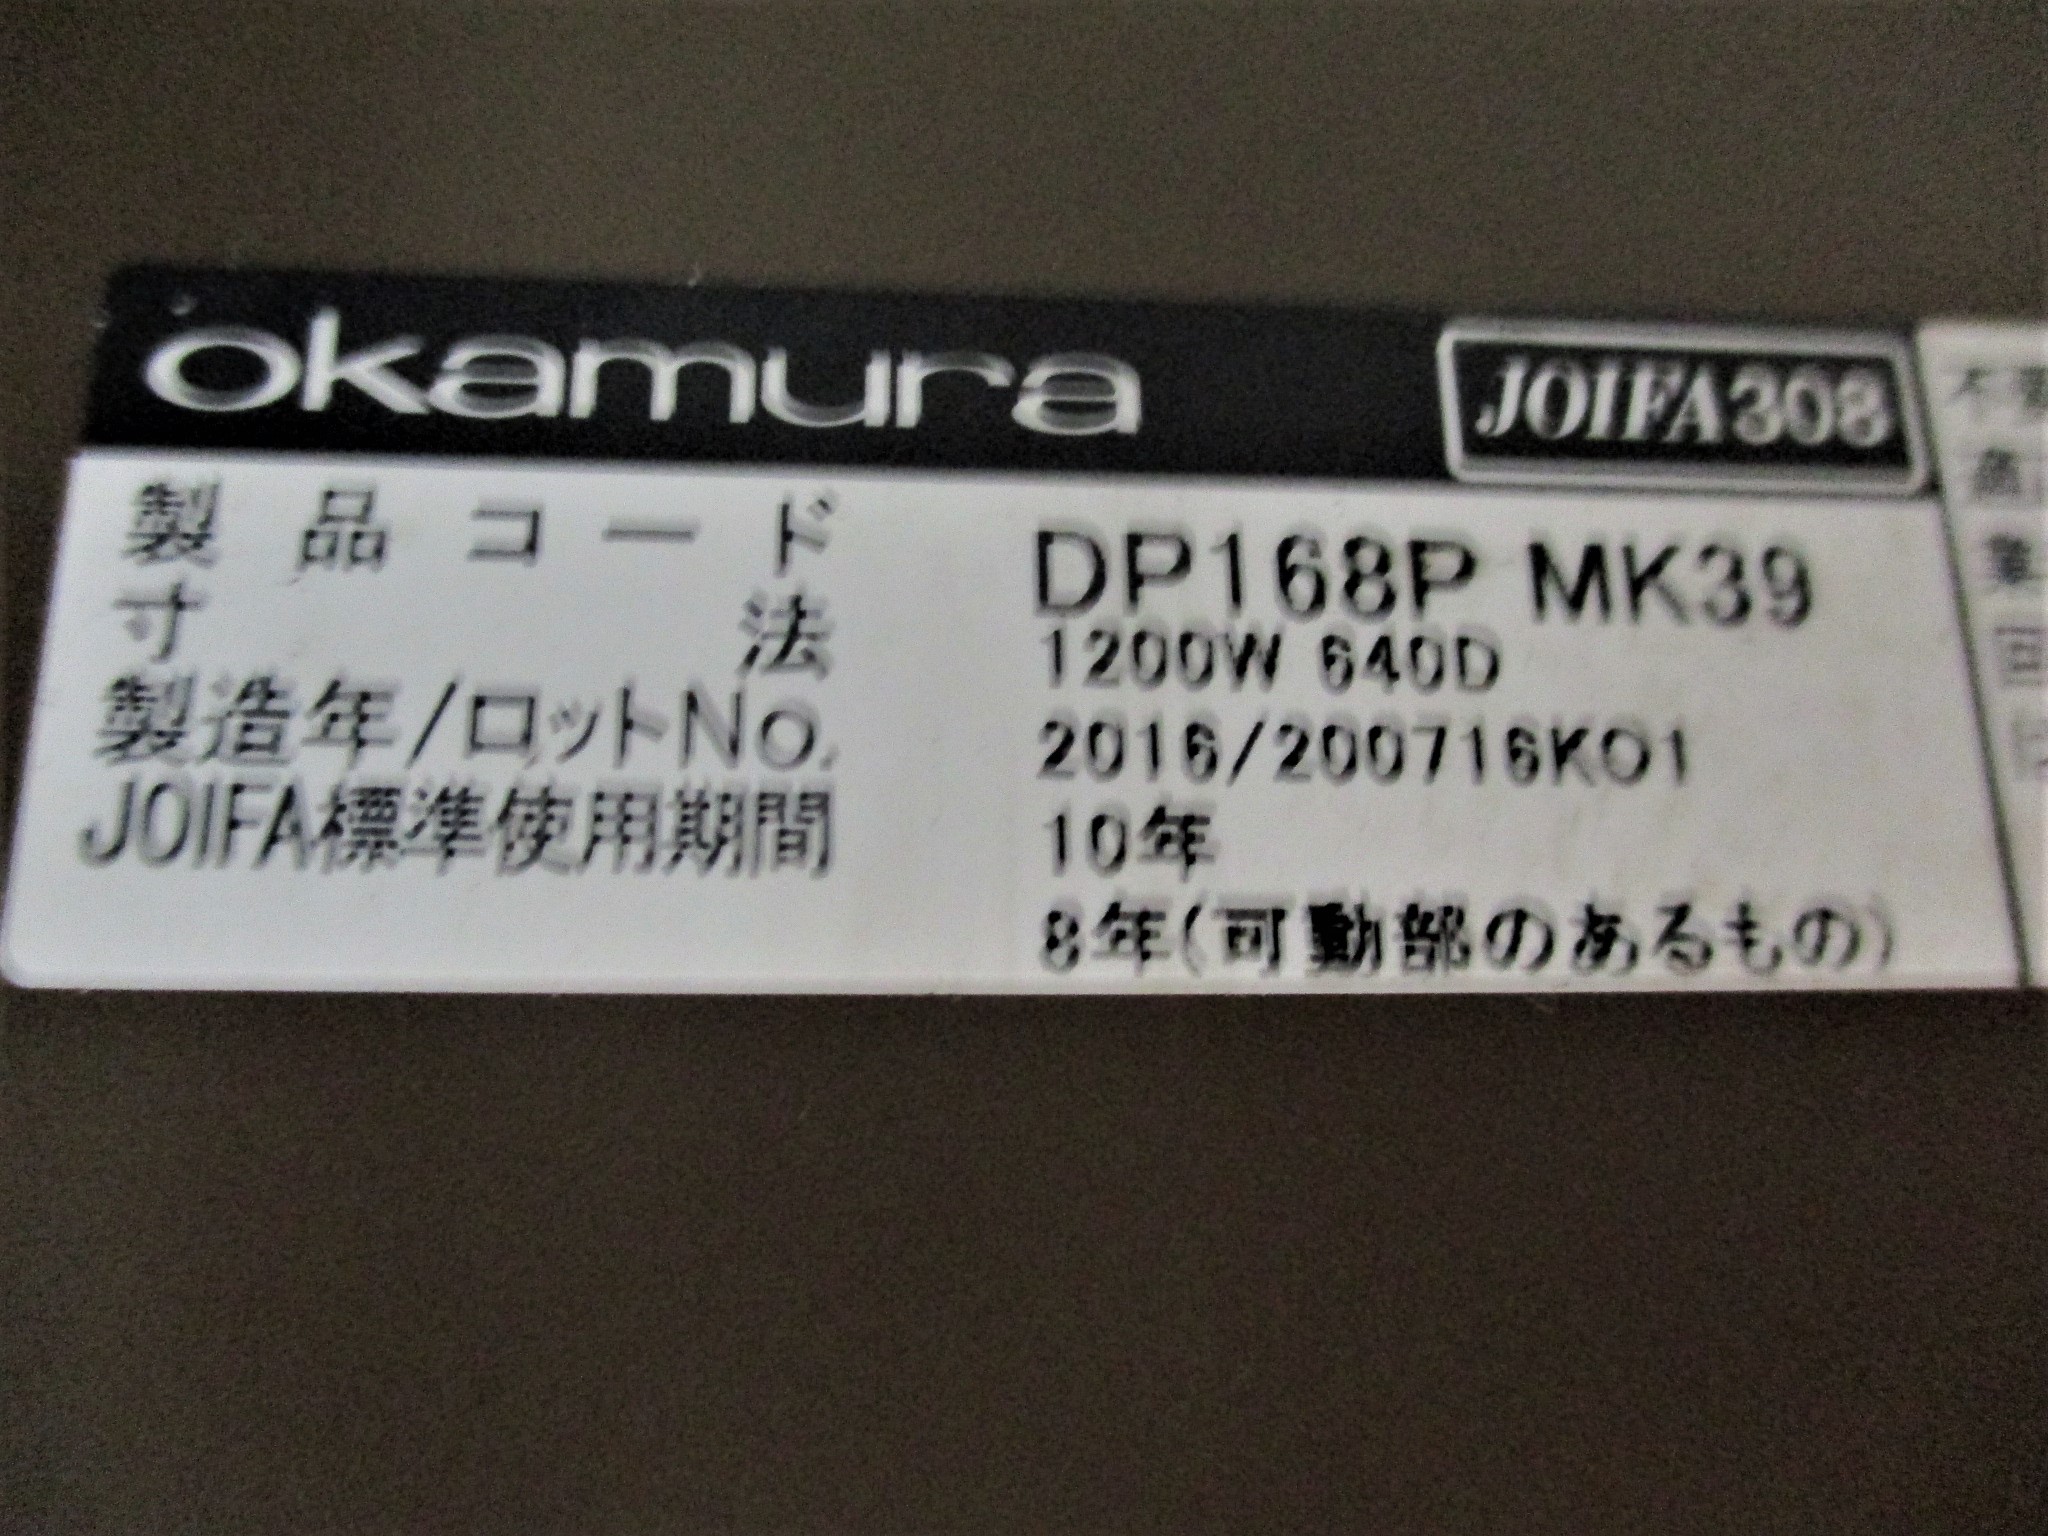 okamura JOIFA308
製品コード DP168P MK39
寸法 1200W 640D
製造年/ロットNo. 2016/200716K01
JOIFA標準使用期間 10年
8年(可動部のあるもの)